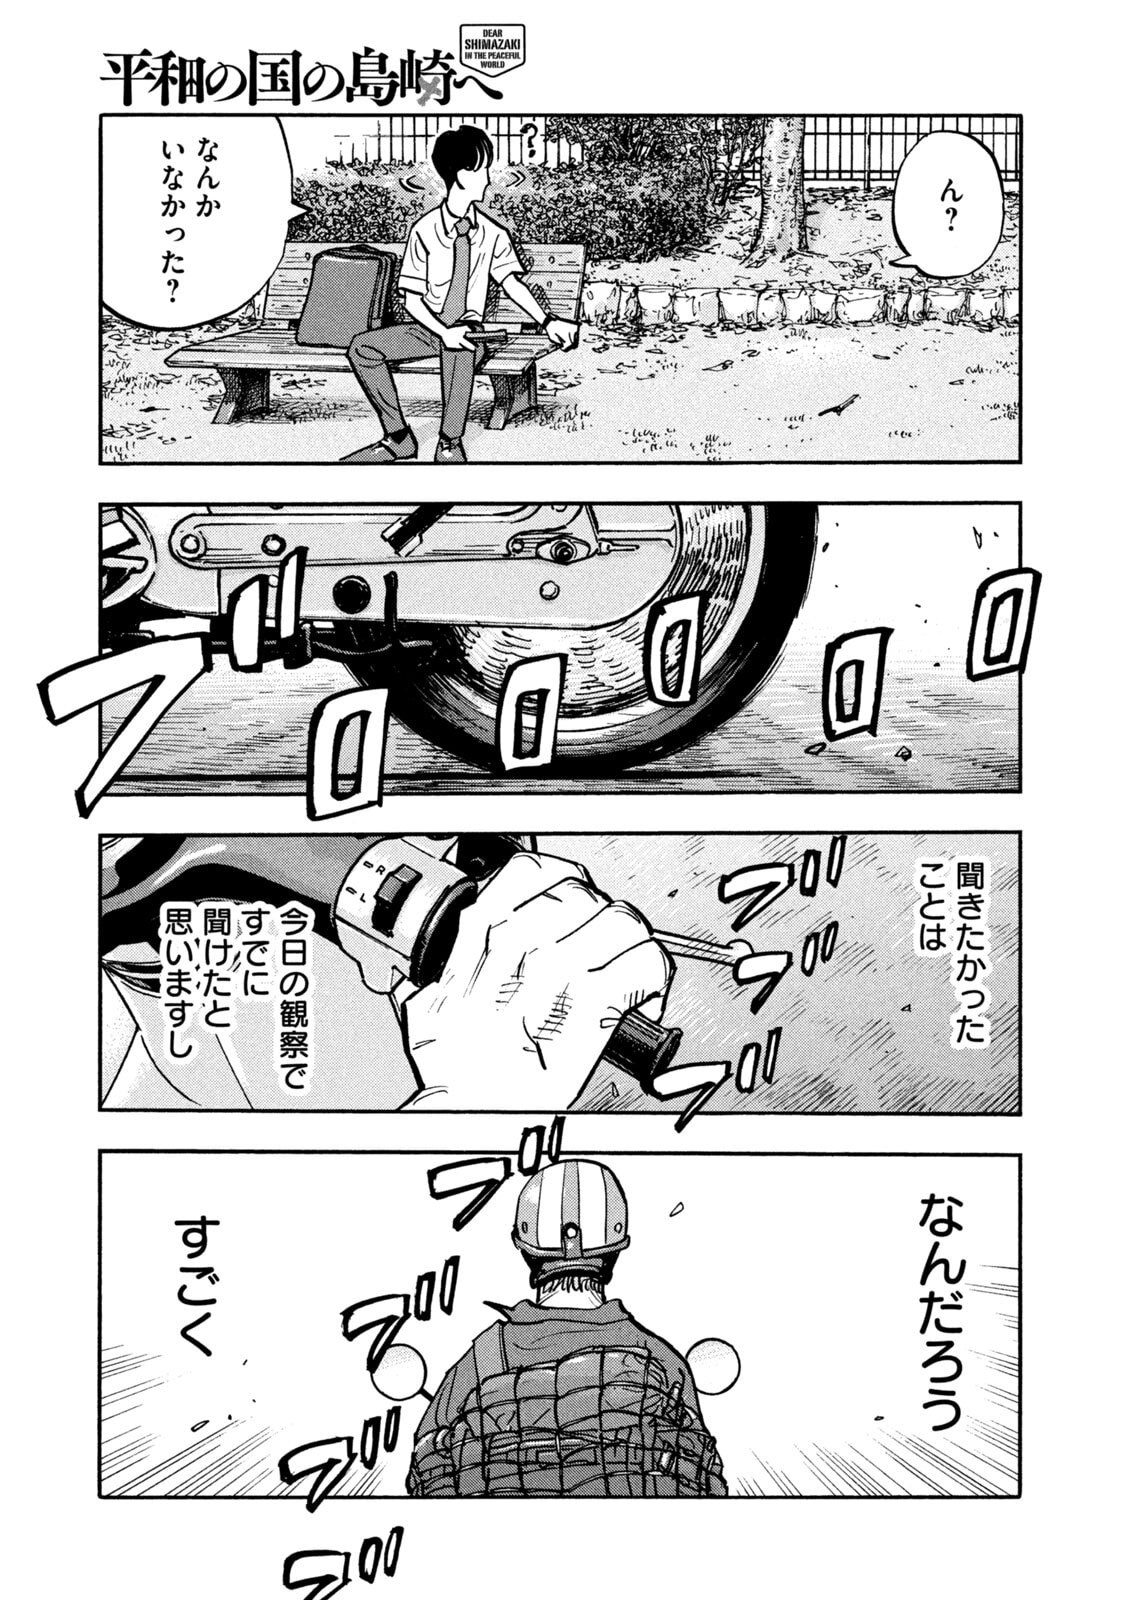 DEAR
SHIMAZAKI
IN THE PEACEFUL
WORLD
平和の国の島崎へ
ん?
?
なんか
いなかった?
ブロロロロロ
聞きたかった
ことは
今日の観察で
すでに
聞けたと
思いますし
R
L
ブブブ
なんだろう
すごく
ブブブブ